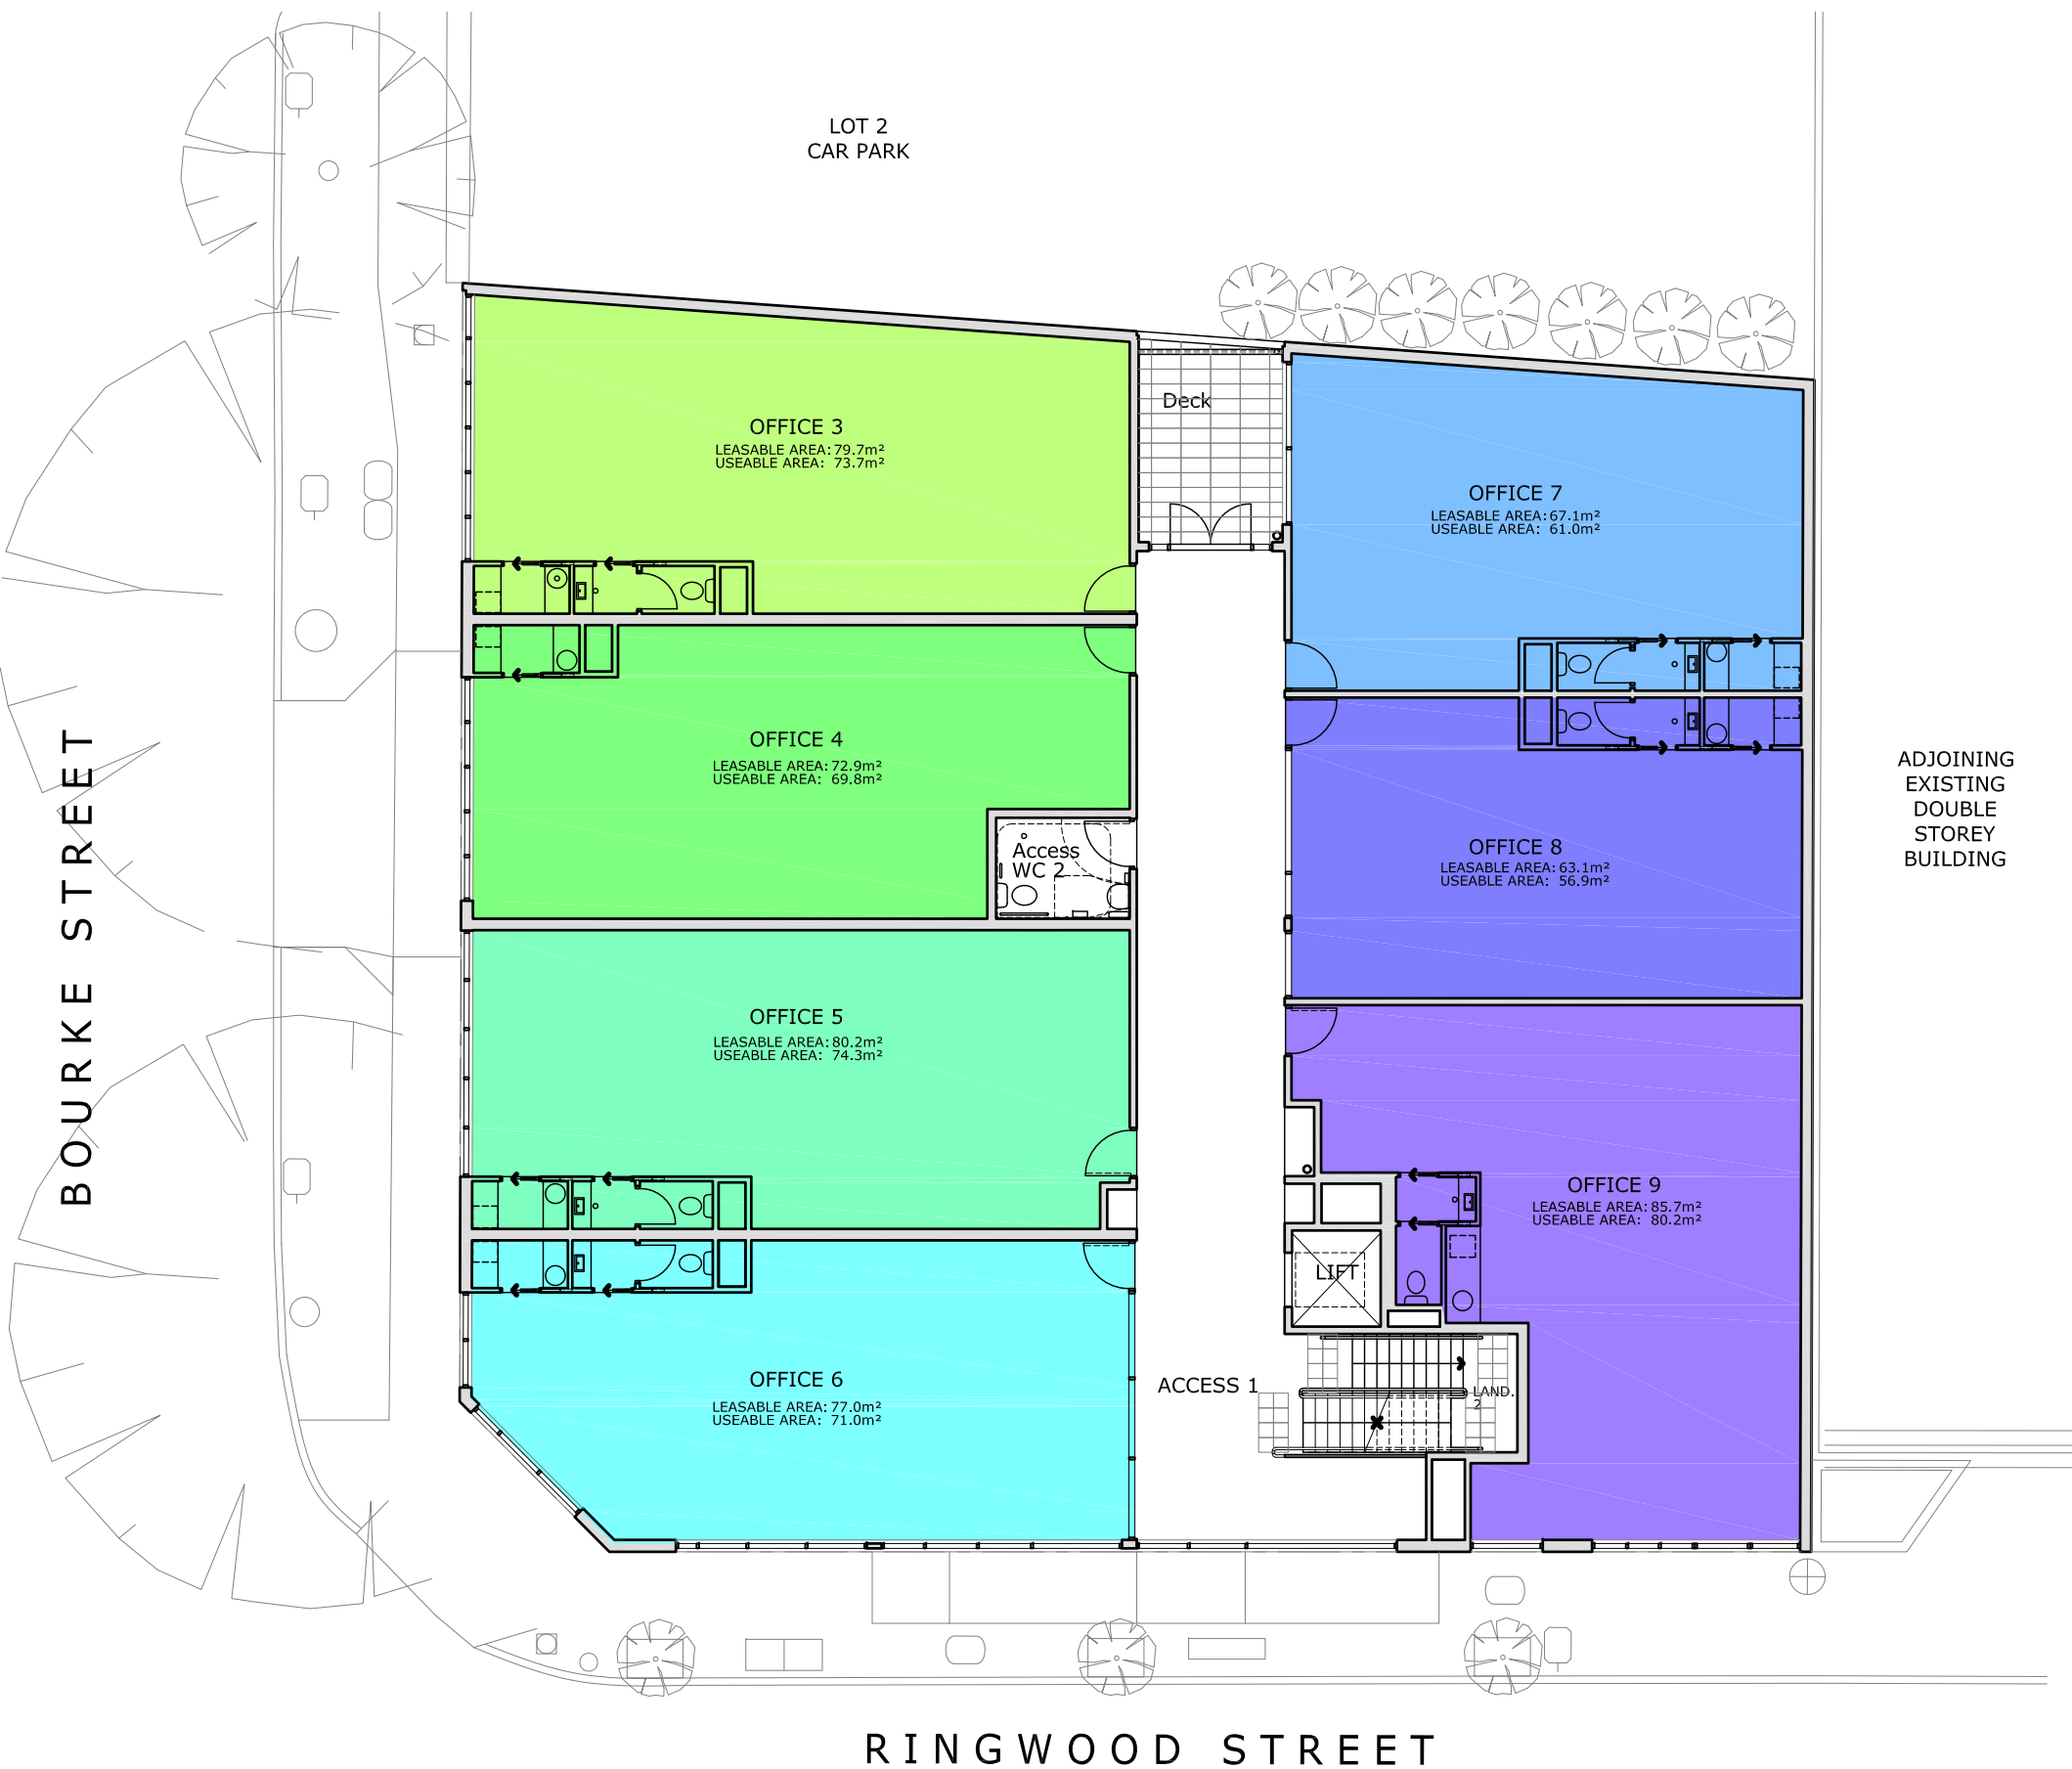 LOT 2
CAR PARK
OFFICE 3
LEASABLE AREA: 79.7m²
USEABLE AREA: 73.7m²
Deck
OFFICE 7
LEASABLE AREA: 67.1m²
USEABLE AREA: 61.0m²
OFFICE 4
LEASABLE AREA: 72.9m²
USEABLE AREA: 69.8m²
Access
WC 2
OFFICE 8
LEASABLE AREA: 63.1m²
USEABLE AREA: 56.9m²
ADJOINING
EXISTING
DOUBLE
STOREY
BUILDING
BOURKE STREET
OFFICE 5
LEASABLE AREA: 80.2m²
USEABLE AREA: 74.3m²
OFFICE 9
LEASABLE AREA: 85.7m²
USEABLE AREA: 80.2m²
LIFT
OFFICE 6
LEASABLE AREA: 77.0m²
USEABLE AREA: 71.0m²
ACCESS 1
LAND.
2
RINGWOOD STREET